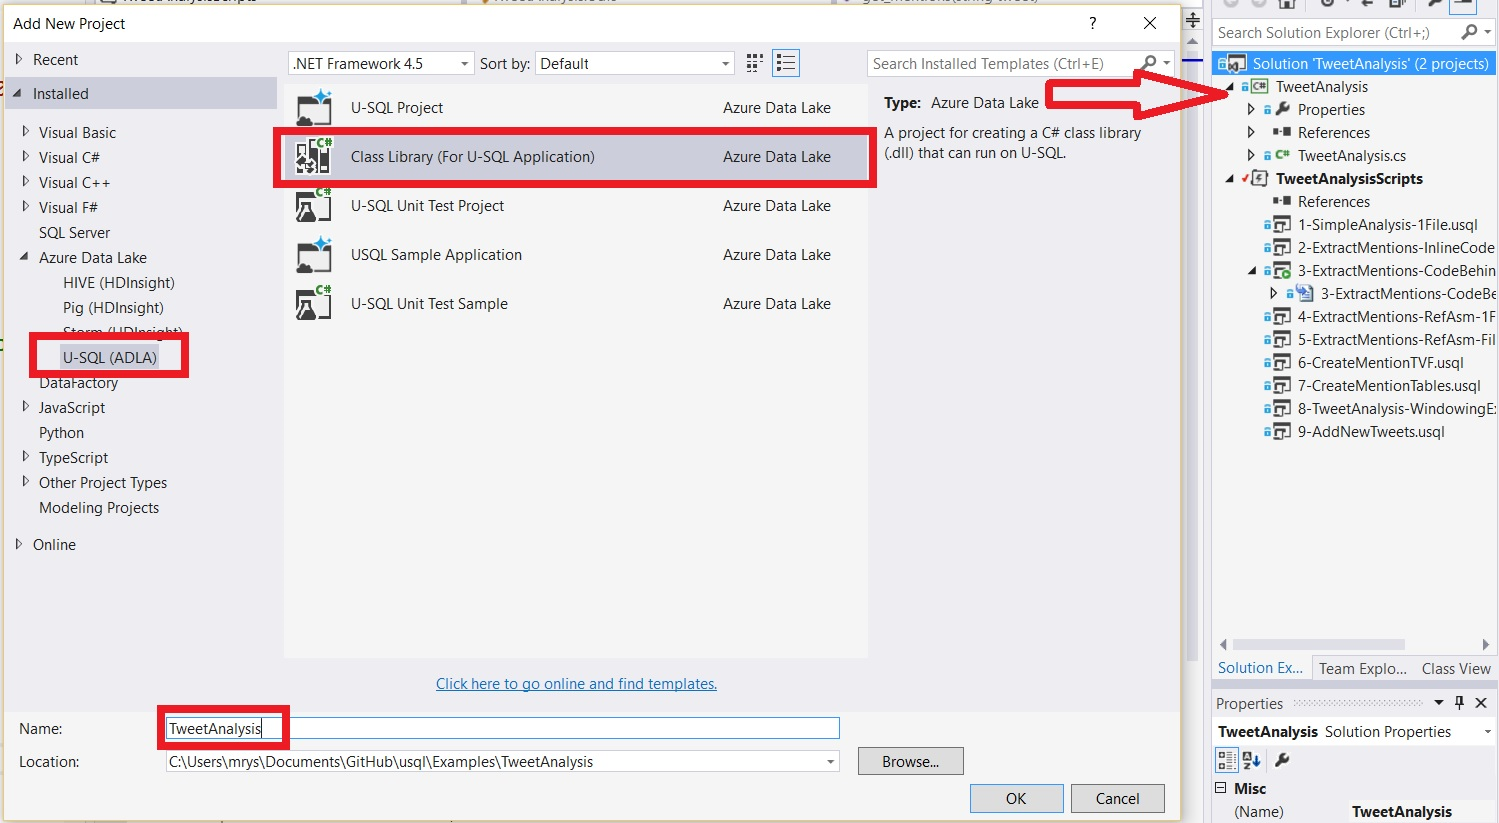 Add New Project
?
Recent
Installed
Visual Basic
Visual C#
Visual C++
Visual F#
SQL Server
Azure Data Lake
HIVE (HDInsight)
Pig (HDInsight)
Storm (HDInsight)
U-SQL (ADLA)
DataFactory
JavaScript
Python
TypeScript
Other Project Types
Modeling Projects
Online
.NET Framework 4.5
Sort by:
Default
Search Installed Templates (Ctrl+E)
U-SQL Project Azure Data Lake
Class Library (For U-SQL Application) Azure Data Lake
U-SQL Unit Test Project Azure Data Lake
USQL Sample Application Azure Data Lake
U-SQL Unit Test Sample Azure Data Lake
Type: Azure Data Lake
A project for creating a C# class library
(.dll) that can run on U-SQL.
Click here to go online and find templates.
Name: TweetAnalysis
Location: C:\Users\mrys\Documents\GitHub\usql\Examples\TweetAnalysis
Browse...
OK
Cancel
Search Solution Explorer (Ctrl+;)
Solution 'TweetAnalysis' (2 projects)
C# TweetAnalysis
Properties
References
C# TweetAnalysis.cs
TweetAnalysisScripts
References
1-SimpleAnalysis-1File.usql
2-ExtractMentions-InlineCode
3-ExtractMentions-CodeBehin
3-ExtractMentions-CodeBe
4-ExtractMentions-RefAsm-1F
5-ExtractMentions-RefAsm-Fil
6-CreateMentionTVF.usql
7-CreateMentionTables.usql
8-TweetAnalysis-WindowingEx
9-AddNewTweets.usql
Solution Ex... Team Explo... Class View
Properties
TweetAnalysis Solution Properties
Misc
(Name) TweetAnalysis